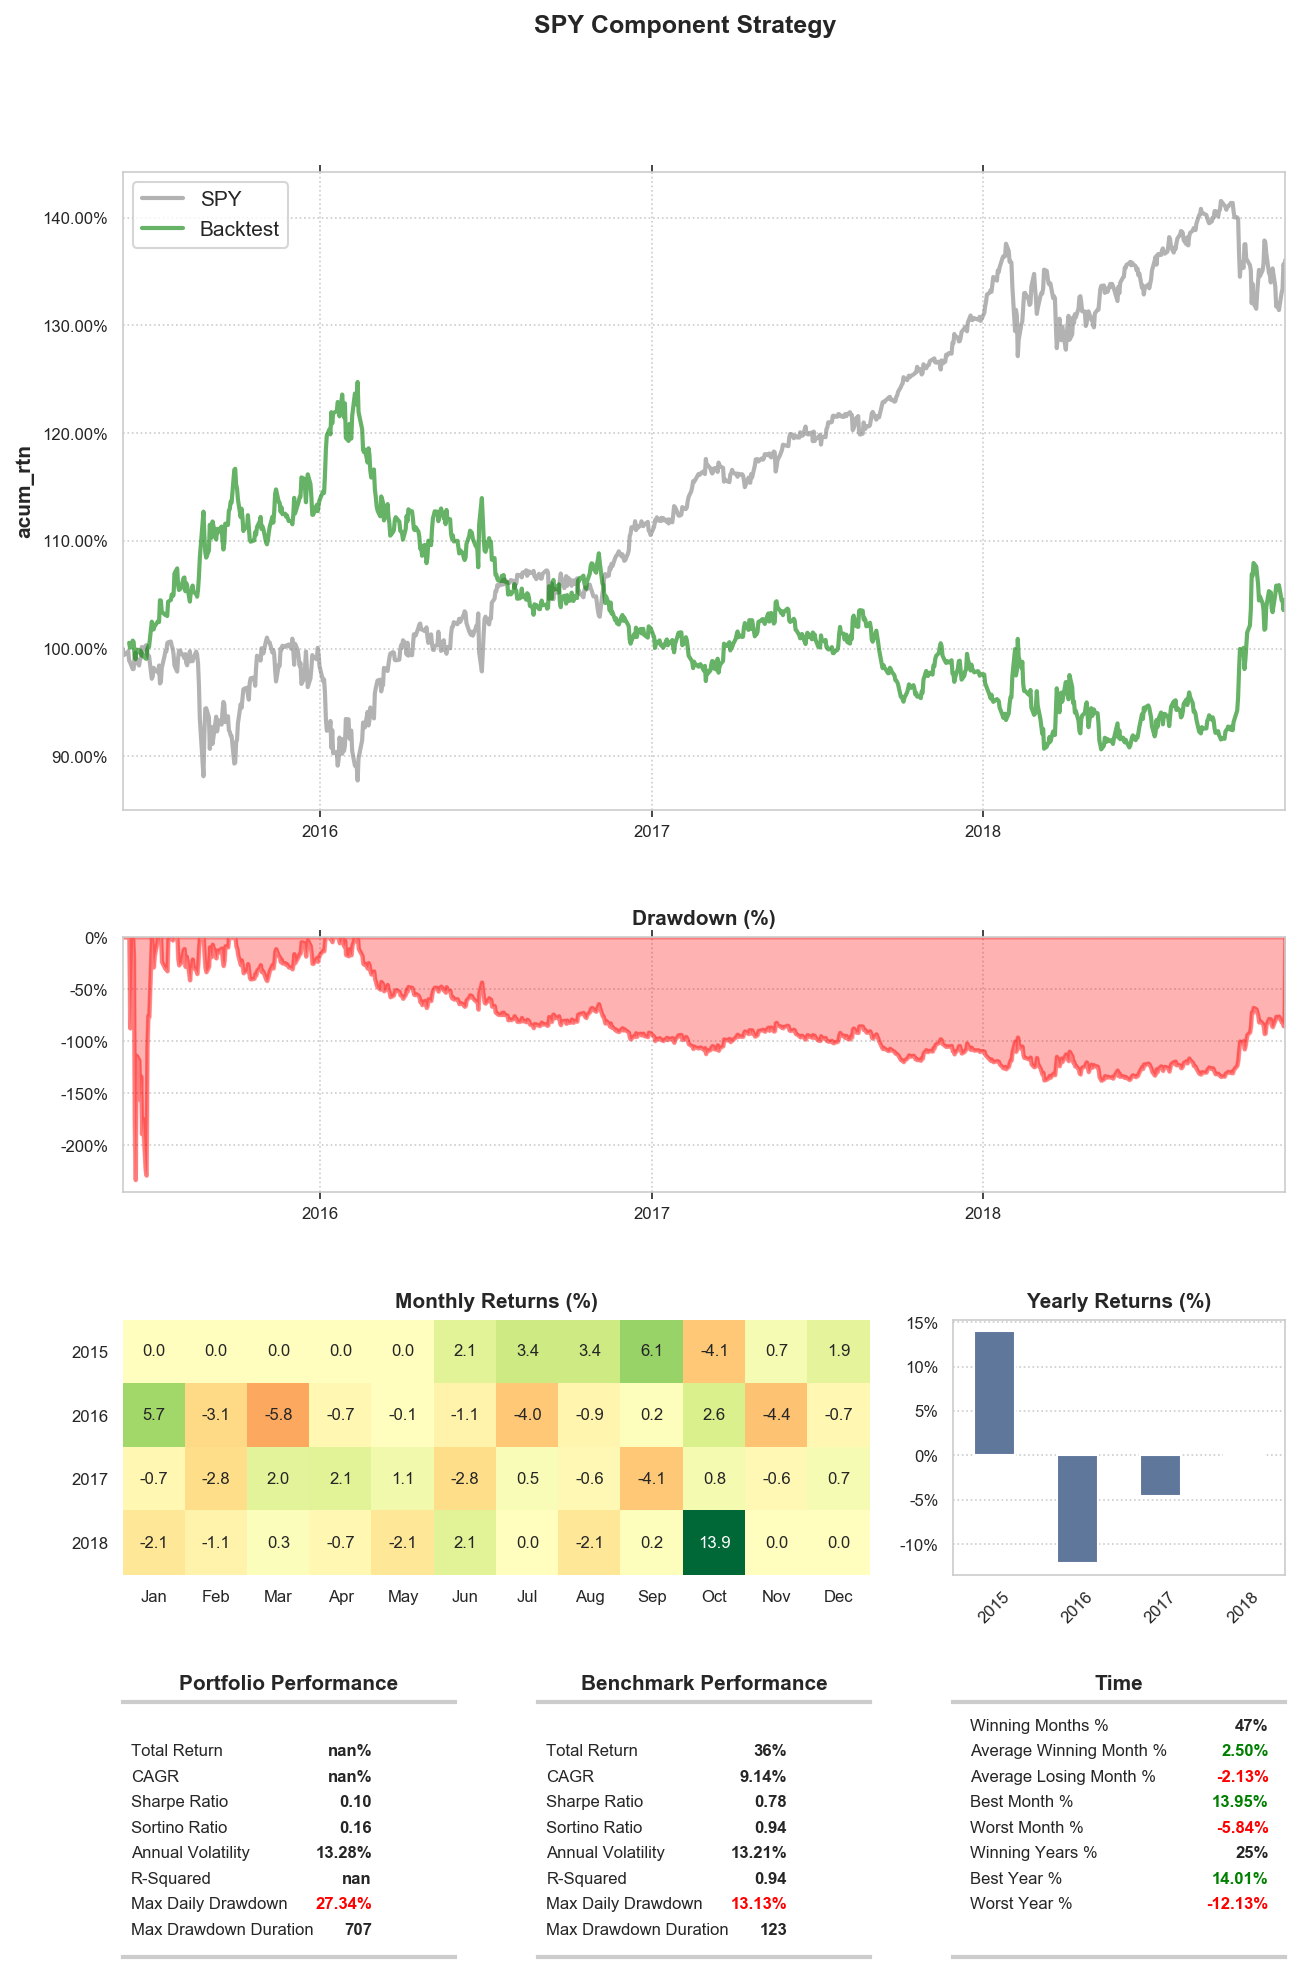 SPY Component Strategy
SPY
Backtest
acum_rtn
140.00%
130.00%
120.00%
110.00%
100.00%
90.00%
2016 2017 2018
Drawdown (%)
0%
-50%
-100%
-150%
-200%
2016 2017 2018
Monthly Returns (%)
2015 0.0 0.0 0.0 0.0 0.0 2.1 3.4 3.4 6.1 -4.1 0.7 1.9
2016 5.7 -3.1 -5.8 -0.7 -0.1 -1.1 -4.0 -0.9 0.2 2.6 -4.4 -0.7
2017 -0.7 -2.8 2.0 2.1 1.1 -2.8 0.5 -0.6 -4.1 0.8 -0.6 0.7
2018 -2.1 -1.1 0.3 -0.7 -2.1 2.1 0.0 -2.1 0.2 13.9 0.0 0.0
Jan Feb Mar Apr May Jun Jul Aug Sep Oct Nov Dec
Yearly Returns (%)
15%
10%
5%
0%
-5%
-10%
2015 2016 2017 2018
Portfolio Performance
Total Return nan%
CAGR nan%
Sharpe Ratio 0.10
Sortino Ratio 0.16
Annual Volatility 13.28%
R-Squared nan
Max Daily Drawdown 27.34%
Max Drawdown Duration 707
Benchmark Performance
Total Return 36%
CAGR 9.14%
Sharpe Ratio 0.78
Sortino Ratio 0.94
Annual Volatility 13.21%
R-Squared 0.94
Max Daily Drawdown 13.13%
Max Drawdown Duration 123
Time
Winning Months % 47%
Average Winning Month % 2.50%
Average Losing Month % -2.13%
Best Month % 13.95%
Worst Month % -5.84%
Winning Years % 25%
Best Year % 14.01%
Worst Year % -12.13%